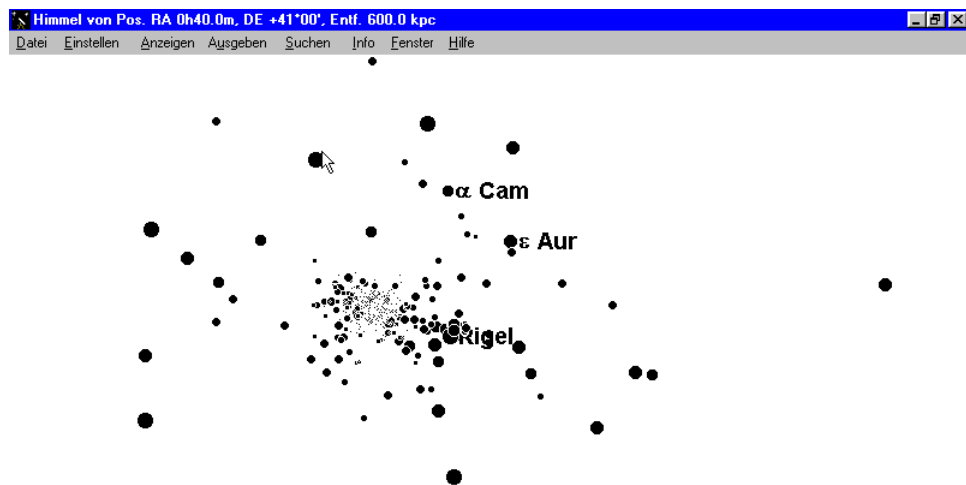 Himmel von Pos. RA 0h40.0m, DE +41°00', Entf. 600.0 kpc
Datei Einstellen Anzeigen Ausgeben Suchen Info Fenster Hilfe
α Cam
ε Aur
Rigel